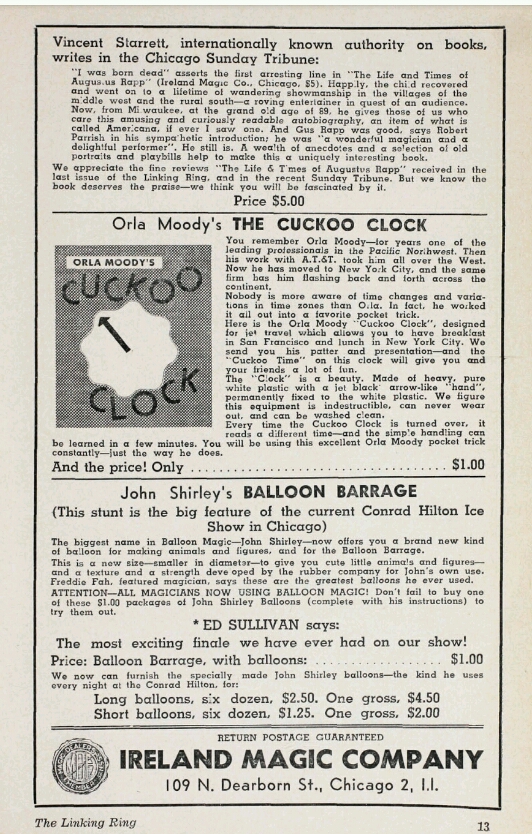 Vincent Starrett, internationally known authority on books,
writes in the Chicago Sunday Tribune:
"I was born dead" asserts the first arresting line in "The Life and Times of
Augus.us Rapp" (Ireland Magic Co., Chicago, $5). Happ.ly, the chi.d recovered
and went on to a lifetime of wandering showmanship in the villages of the
m:ddle west and the rural south—a roving entertainer in quest of an audience.
Now, from Mi wauкee, at the grand old age of 89, he gives those of us who
care this amusing and curiously readable autobiography, an item of what is
called Amer.cana, if ever I saw one. And Gus Rapp was good, says Robert
Parrish in his sympa'hetic introduction; he was "a wonderful magician and a
delightful performer". He still is. A wealth of anecdotes and a se'ection of old
portraits and playbills help to make this a uniquely interesting book.
We appreciate the fine reviews "The Life & T'mes of Augustus Rapp" received in the
last issue of the Linking Ring, and in the recent Sunday Tribune. But we know the
book deserves the praise—we think you will be fascinated by it.
Price $5.00
Orla Moody's THE CUCKOO CLOCK
ORLA MOODY'S
CUCKOO
CLOCK
You remember Orla Moody—for years one of the
leading professionals in the Pacific Northwest. Then
his work with A.T.&T. took him all over the West.
Now he has moved to New York City, and the same
firm has him flashing back and forth across the
continent.
Nobody is more aware of time changes and varia-
tions in time zones than O.la. In fact, he worked
it all out into a favorite pocket trick.
Here is the Orla Moody "Cuckoo Clock", designed
for jet travel which allows you to have breakfast
in San Francisco and lunch in New York City. We
send you his patter and presentation—and the
"Cuckoo Time" on this clock will give you and
your friends a lot of fun.
The "Clock" is a beauty. Made of heavy, pure
white plastic with a jet black arrow-like "hand",
permanently fixed to the white plastic. We figure
this equipment is indestructible, can never wear
out, and can be washed clean.
Every time the Cuckoo Clock is turned over, it
reads a different time—and the simple handling can
be learned in a few minutes. You will be using this excellent Orla Moody pocket trick
constantly—just the way he does.
And the price! Only .................................... $1.00
John Shirley's BALLOON BARRAGE
(This stunt is the big feature of the current Conrad Hilton Ice
Show in Chicago)
The biggest name in Balloon Magic—John Shirley—now offers you a brand new kind
of balloon for making animals and figures, and for the Balloon Barrage.
This is a new size—smaller in diameter—to give you cute little animals and figures—
and a texture and a strength deve oped by the rubber company for John's own use.
Freddie Fah, featured magician, says these are the greatest balloons he ever used.
ATTENTION—ALL MAGICIANS NOW USING BALLOON MAGIC! Don't fail to buy one
of these $1.00 packages of John Shirley Balloons (complete with his instructions) to
try them out.
*ED SULLIVAN says:
The most exciting finale we have ever had on our show!
Price: Balloon Barrage, with balloons: ...................... $1.00
We now can furnish the specially made John Shirley balloons—the kind he uses
every night at the Conrad Hilton, for:
Long balloons, six dozen, $2.50. One gross, $4.50
Short balloons, six dozen, $1.25. One gross, $2.00
RETURN POSTAGE GUARANTEED
IRELAND MAGIC COMPANY
109 N. Dearborn St., Chicago 2, I.l.
The Linking Ring
13